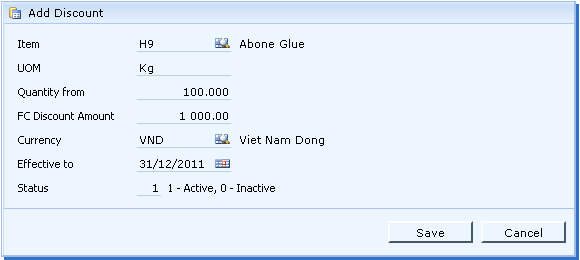 Add Discount
Item H9 Abone Glue
UOM Kg
Quantity from 100.000
FC Discount Amount 1 000.00
Currency VND Viet Nam Dong
Effective to 31/12/2011
Status 1 1 - Active, 0 - Inactive
Save Cancel